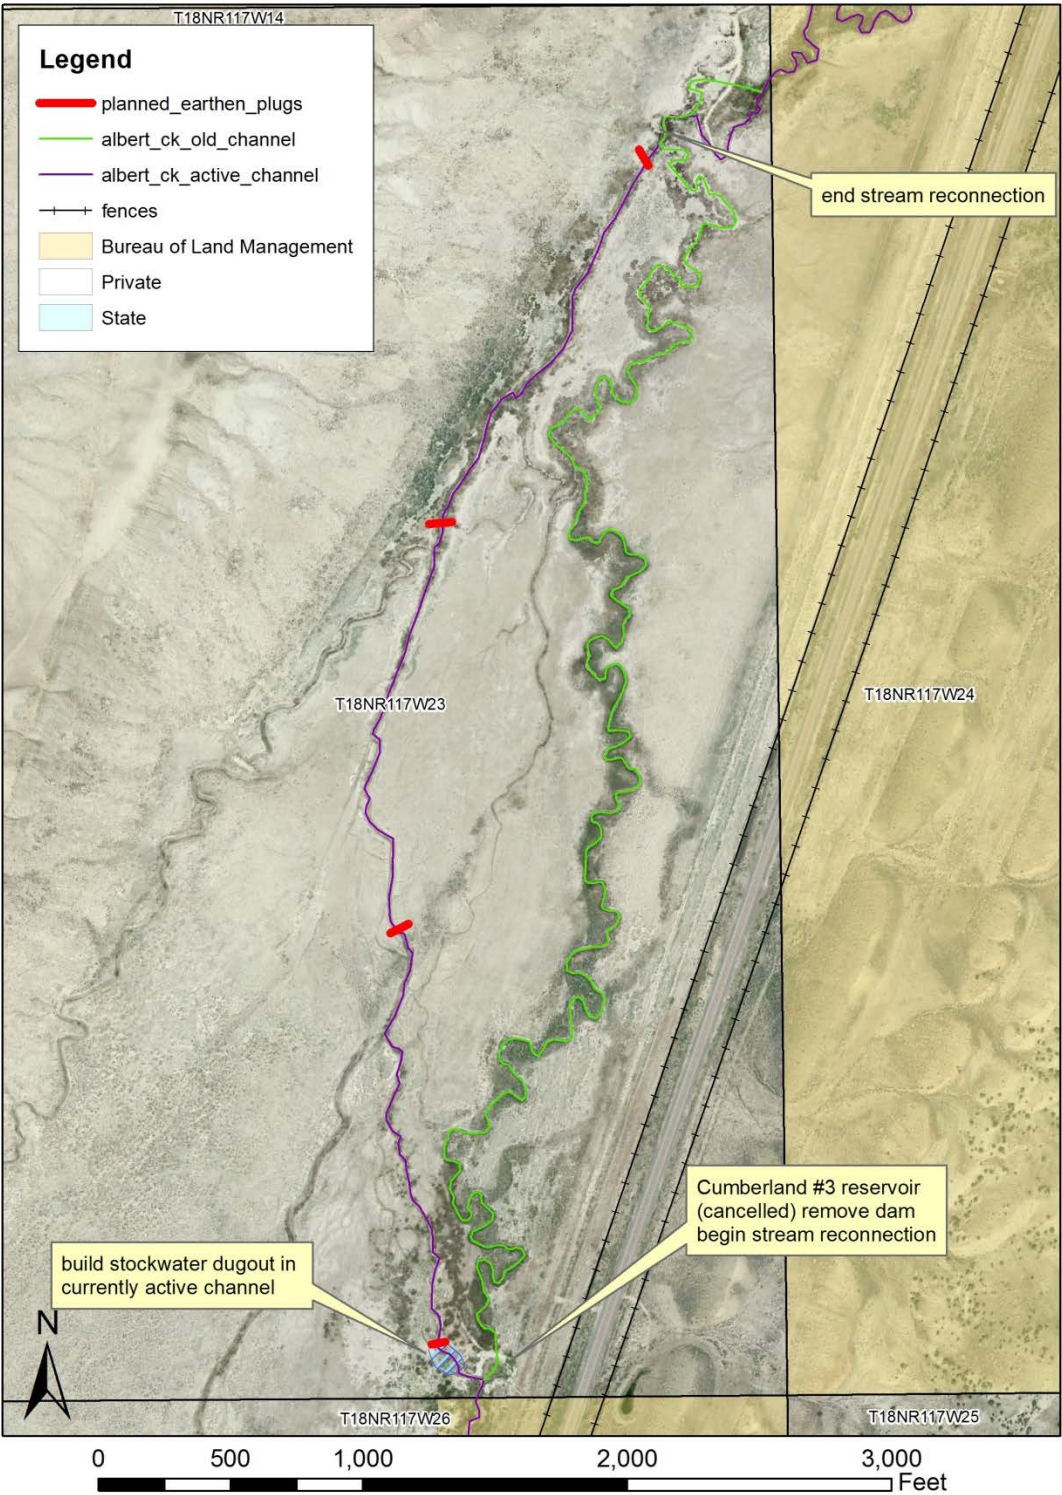 T18NR117W14
Legend
planned_earthen_plugs
albert_ck_old_channel
albert_ck_active_channel
fences
Bureau of Land Management
Private
State
end stream reconnection
T18NR117W23
T18NR117W24
Cumberland #3 reservoir
(cancelled) remove dam
begin stream reconnection
build stockwater dugout in
currently active channel
N
T18NR117W26
T18NR117W25
0 500 1,000 2,000 3,000
Feet